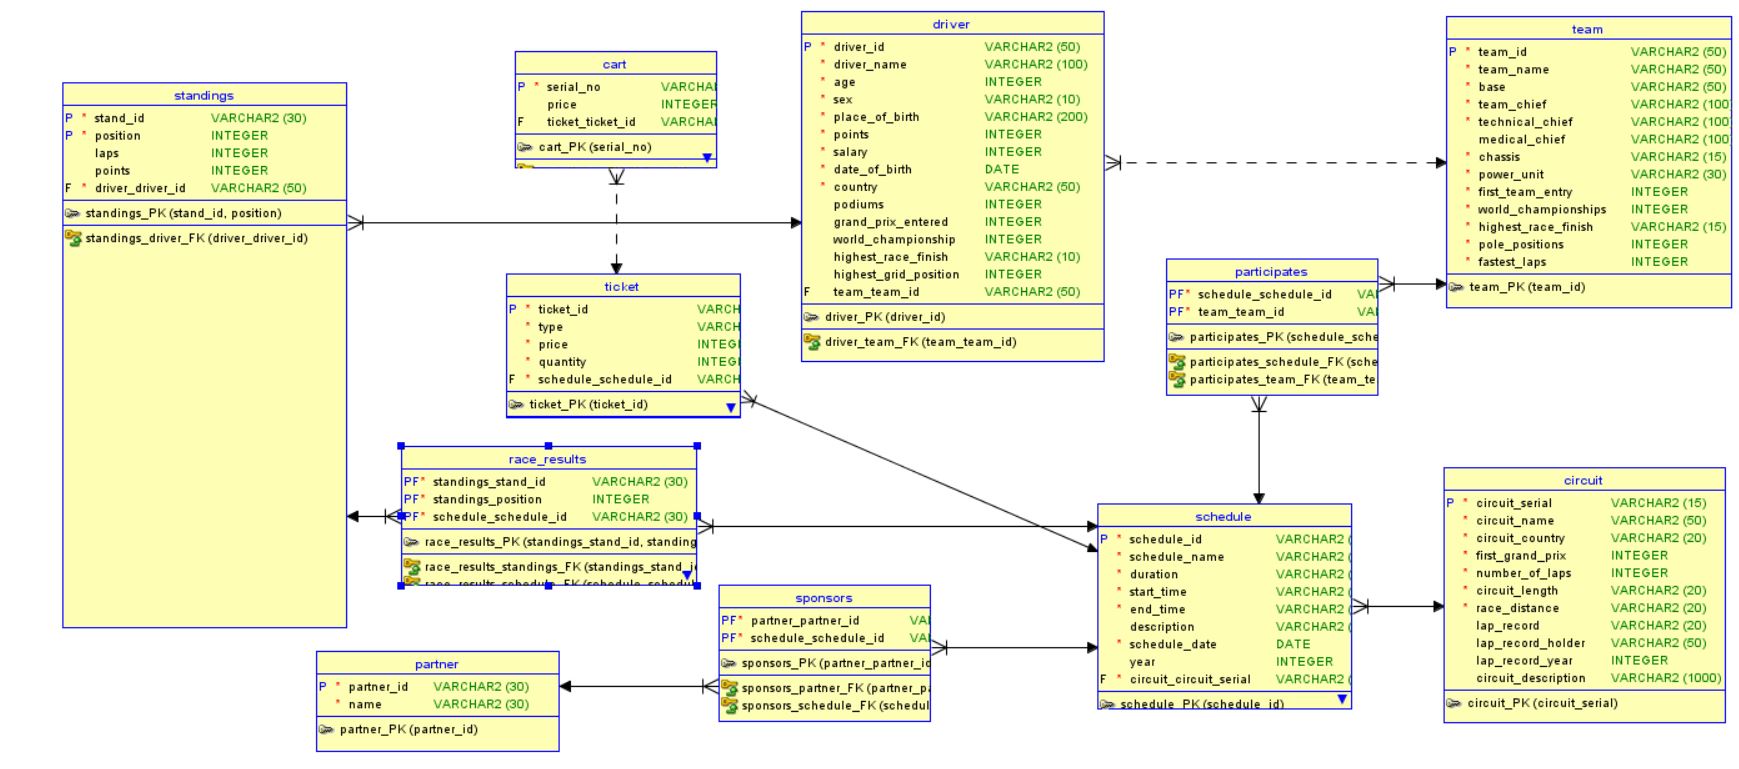 standings
P * stand_id VARCHAR2 (30)
P * position INTEGER
laps INTEGER
points INTEGER
F * driver_driver_id VARCHAR2 (50)
standings_PK (stand_id, position)
standings_driver_FK (driver_driver_id)
cart
P * serial_no VARCHA
price INTEGER
F ticket_ticket_id VARCHA
cart_PK (serial_no)
driver
P * driver_id VARCHAR2 (50)
* driver_name VARCHAR2 (100)
* age INTEGER
* sex VARCHAR2 (10)
* place_of_birth VARCHAR2 (200)
* points INTEGER
* salary INTEGER
* date_of_birth DATE
* country VARCHAR2 (50)
podiums INTEGER
grand_prix_entered INTEGER
world_championship INTEGER
highest_race_finish VARCHAR2 (10)
highest_grid_position INTEGER
F team_team_id VARCHAR2 (50)
driver_PK (driver_id)
driver_team_FK (team_team_id)
team
P * team_id VARCHAR2 (50)
* team_name VARCHAR2 (50)
* base VARCHAR2 (50)
* team_chief VARCHAR2 (100
* technical_chief VARCHAR2 (100
medical_chief VARCHAR2 (100
* chassis VARCHAR2 (15)
* power_unit VARCHAR2 (30)
* first_team_entry INTEGER
* world_championships INTEGER
* highest_race_finish VARCHAR2 (15)
* pole_positions INTEGER
* fastest_laps INTEGER
team_PK (team_id)
ticket
P * ticket_id VARCH
* type VARCH
* price INTEG
* quantity INTEG
F * schedule_schedule_id VARCH
ticket_PK (ticket_id)
participates
PF* schedule_schedule_id VA
PF* team_team_id VA
participates_PK (schedule_sche
participates_schedule_FK (sche
participates_team_FK (team_te
race_results
PF* standings_stand_id VARCHAR2 (30)
PF* standings_position INTEGER
PF* schedule_schedule_id VARCHAR2 (30)
race_results_PK (standings_stand_id, standing
race_results_standings_FK (standings_stand_i
race_results_schedule_FK (schedule_schedul
schedule
P * schedule_id VARCHAR2 (
* schedule_name VARCHAR2 (
* duration VARCHAR2 (
* start_time VARCHAR2 (
* end_time VARCHAR2 (
description VARCHAR2 (
* schedule_date DATE
year INTEGER
F * circuit_circuit_serial VARCHAR2 (
schedule_PK (schedule_id)
circuit
P * circuit_serial VARCHAR2 (15)
* circuit_name VARCHAR2 (50)
* circuit_country VARCHAR2 (20)
* first_grand_prix INTEGER
* number_of_laps INTEGER
* circuit_length VARCHAR2 (20)
* race_distance VARCHAR2 (20)
lap_record VARCHAR2 (20)
lap_record_holder VARCHAR2 (50)
lap_record_year INTEGER
circuit_description VARCHAR2 (1000)
circuit_PK (circuit_serial)
sponsors
PF* partner_partner_id VA
PF* schedule_schedule_id VA
sponsors_PK (partner_partner_id
sponsors_partner_FK (partner_pa
sponsors_schedule_FK (schedul
partner
P * partner_id VARCHAR2 (30)
* name VARCHAR2 (30)
partner_PK (partner_id)